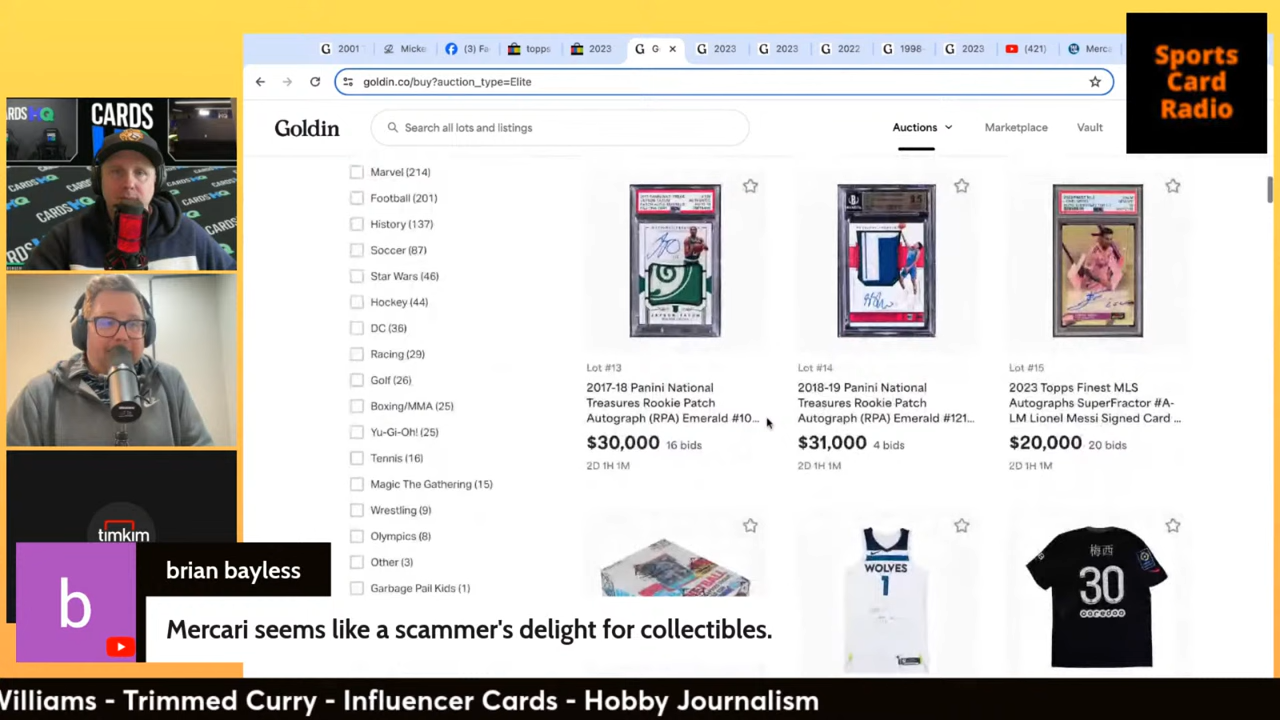 G 2001
Micke
(3) Fa
topps
2023
G
×
G 2023
G 2023
G 2022
G 1998-
G 2023
(421)
Merca
goldin.co/buy?auction_type=Elite
Sports
Card
Radio
ARDS HQ
CARDS
Goldin
Search all lots and listings
Auctions
Marketplace
Vault
Marvel (214)
Football (201)
History (137)
Soccer (87)
Star Wars (46)
Hockey (44)
DC (36)
Racing (29)
Golf (26)
Boxing/MMA (25)
Yu-Gi-Oh! (25)
Tennis (16)
Magic The Gathering (15)
Wrestling (9)
Olympics (8)
Other (3)
Garbage Pail Kids (1)
Lot #13
2017-18 Panini National
Treasures Rookie Patch
Autograph (RPA) Emerald #10...
$30,000 16 bids
2D 1H 1M
Lot #14
2018-19 Panini National
Treasures Rookie Patch
Autograph (RPA) Emerald #121...
$31,000 4 bids
2D 1H 1M
Lot #15
2023 Topps Finest MLS
Autographs SuperFractor #A-
LM Lionel Messi Signed Card ...
$20,000 20 bids
2D 1H 1M
WOLVES
1
梅西
30
ooredoo
timkim
b
brian bayless
Mercari seems like a scammer's delight for collectibles.
Williams - Trimmed Curry - Influencer Cards - Hobby Journalism